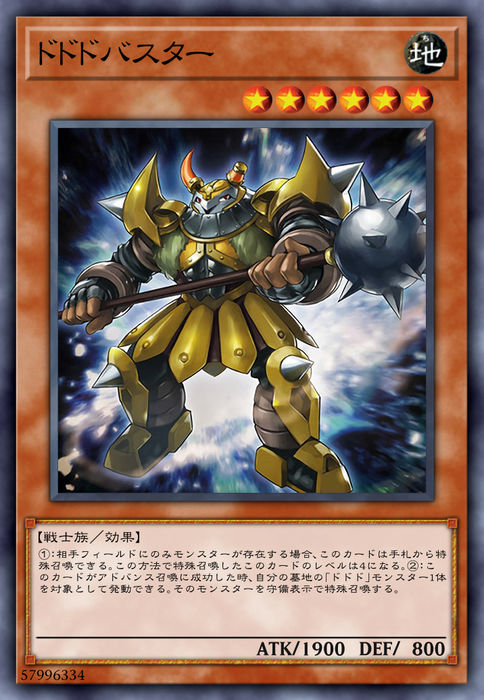 ドドドバスター
地
ち
【戦士族／効果】
①：相手フィールドにのみモンスターが存在する場合、このカードは手札から特
殊召喚できる。この方法で特殊召喚したこのカードのレベルは4になる。②：こ
のカードがアドバンス召喚に成功した時、自分の墓地の「ドドド」モンスター1体
を対象として発動できる。そのモンスターを守備表示で特殊召喚する。
ATK/1900 DEF/ 800
57996334